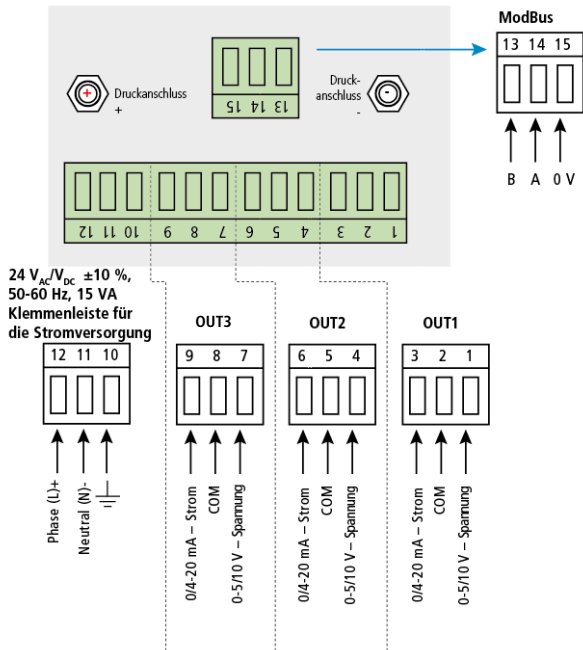 ModBus
13 14 15
B A 0 V
Druckanschluss
+
15 14 13
Druck-
anschluss
-
+
-
12 11 10 9 8 7 6 5 4 3 2 1
24 VAC/VDC ±10 %,
50-60 Hz, 15 VA
Klemmenleiste für
die Stromversorgung
12 11 10
Phase (L)+
Neutral (N)-
OUT3
9 8 7
0/4-20 mA – Strom
COM
0-5/10 V – Spannung
OUT2
6 5 4
0/4-20 mA – Strom
COM
0-5/10 V – Spannung
OUT1
3 2 1
0/4-20 mA – Strom
COM
0-5/10 V – Spannung